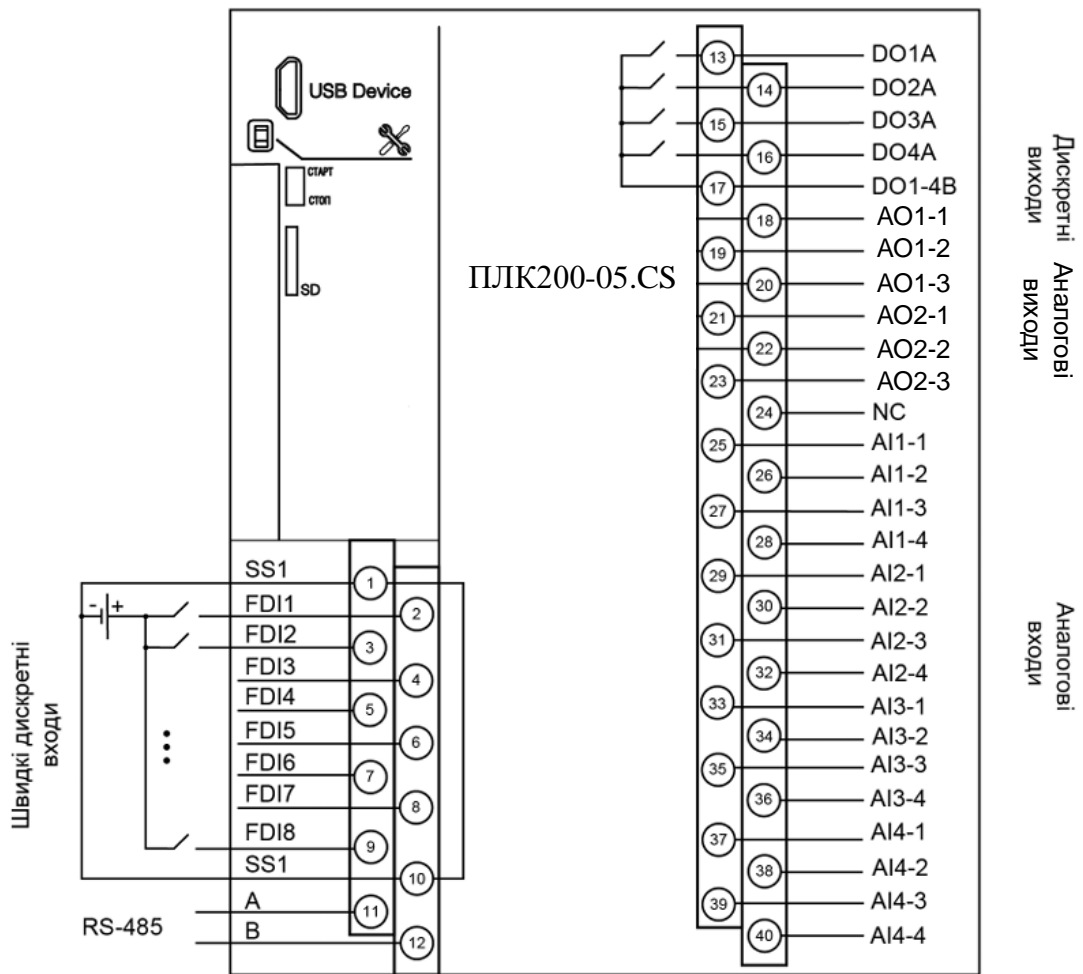 USB Device
СТАРТ
СТОП
SD
ПЛК200-05.CS
SS1
1
- +
FDI1
2
FDI2
3
FDI3
4
FDI4
5
FDI5
6
FDI6
7
FDI7
8
FDI8
9
SS1
10
A
11
RS-485
B
12
Швидкі дискретні
входи
13
DO1A
14
DO2A
15
DO3A
16
DO4A
17
DO1-4B
18
AO1-1
19
AO1-2
20
AO1-3
21
AO2-1
22
AO2-2
23
AO2-3
24
NC
25
AI1-1
26
AI1-2
27
AI1-3
28
AI1-4
29
AI2-1
30
AI2-2
31
AI2-3
32
AI2-4
33
AI3-1
34
AI3-2
35
AI3-3
36
AI3-4
37
AI4-1
38
AI4-2
39
AI4-3
40
AI4-4
Дискретні
виходи
Аналогові
виходи
Аналогові
входи